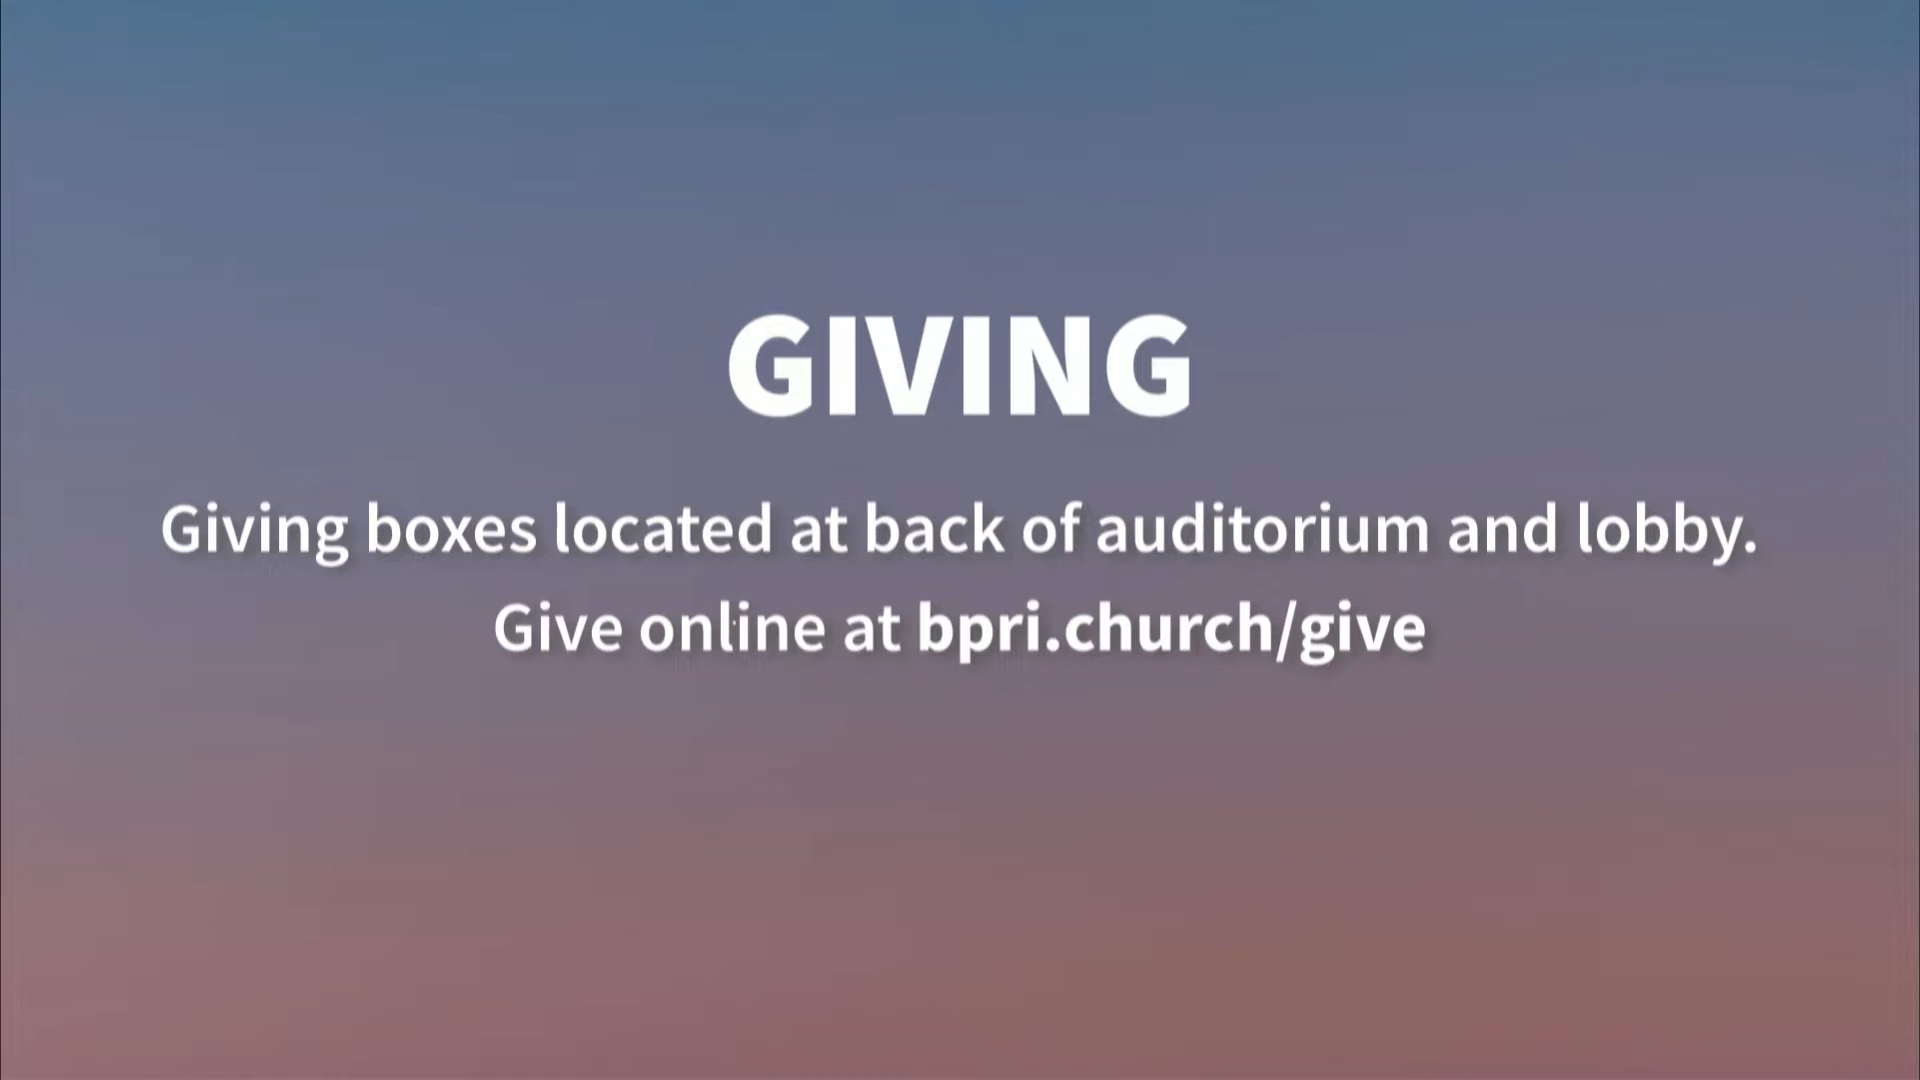 GIVING
Giving boxes located at back of auditorium and lobby.
Give online at bpri.church/give